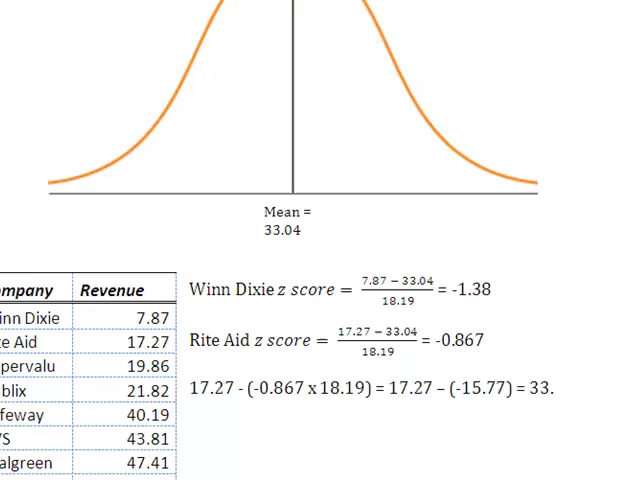 Mean =
33.04
ompany Revenue
inn Dixie 7.87
te Aid 17.27
pervalu 19.86
blix 21.82
feway 40.19
/S 43.81
algreen 47.41
Winn Dixie z score = 7.87 − 33.04 / 18.19 = -1.38
Rite Aid z score = 17.27 − 33.04 / 18.19 = -0.867
17.27 - (-0.867 x 18.19) = 17.27 – (-15.77) = 33.